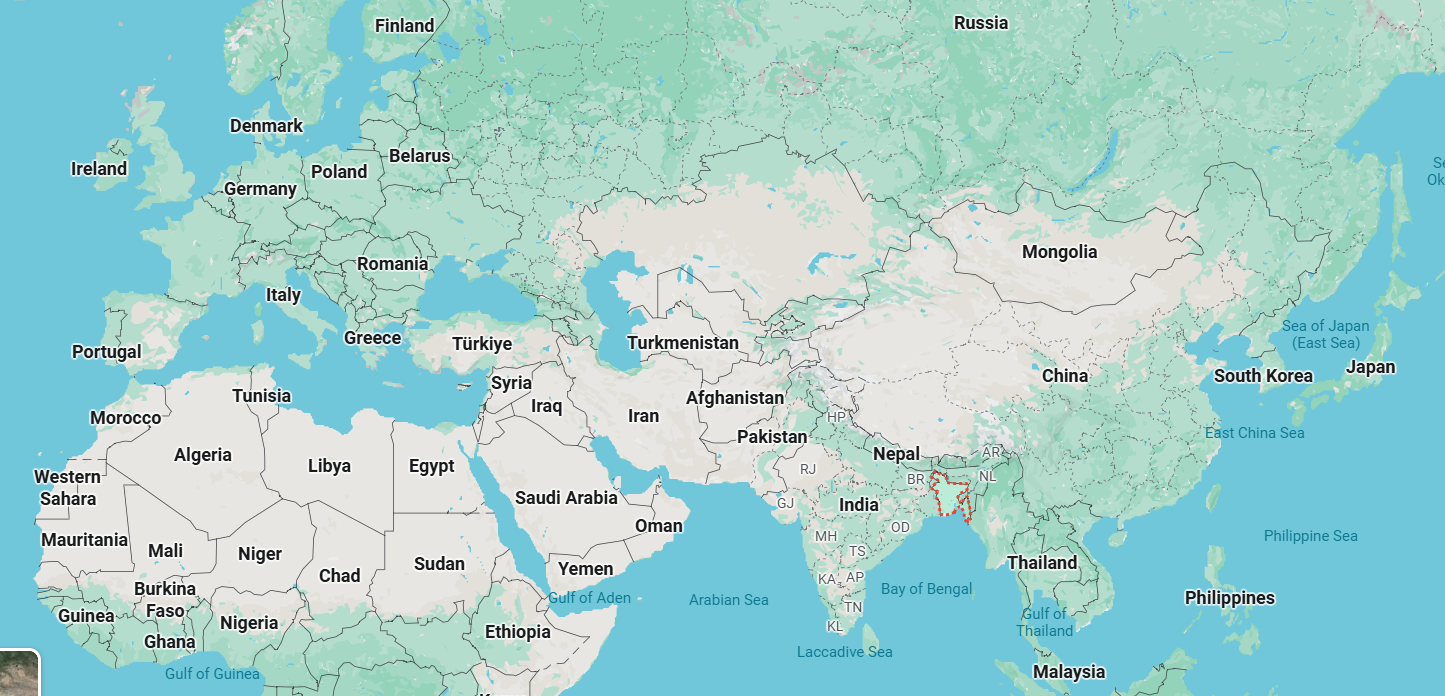 Finland
Russia
Denmark
Belarus
Ireland
Poland
Germany
Se
Ok
Romania
Mongolia
Italy
Greece
Türkiye
Portugal
Turkmenistan
Sea of Japan
(East Sea)
Japan
China
South Korea
Syria
Tunisia
Afghanistan
Iraq
Iran
Morocco
HP
East China Sea
Pakistan
Algeria
Nepal
AR
Libya
Egypt
RJ
BR
NL
Western
Sahara
Saudi Arabia
GJ
India
Oman
OD
Mauritania
MH
Philippine Sea
Mali
Niger
TS
Sudan
Yemen
Thailand
Chad
KA
AP
Burkina
Faso
Bay of Bengal
Gulf of Aden
Arabian Sea
Philippines
TN
Guinea
Nigeria
Gulf of
Thailand
KL
Ethiopia
Ghana
Laccadive Sea
Gulf of Guinea
Malaysia